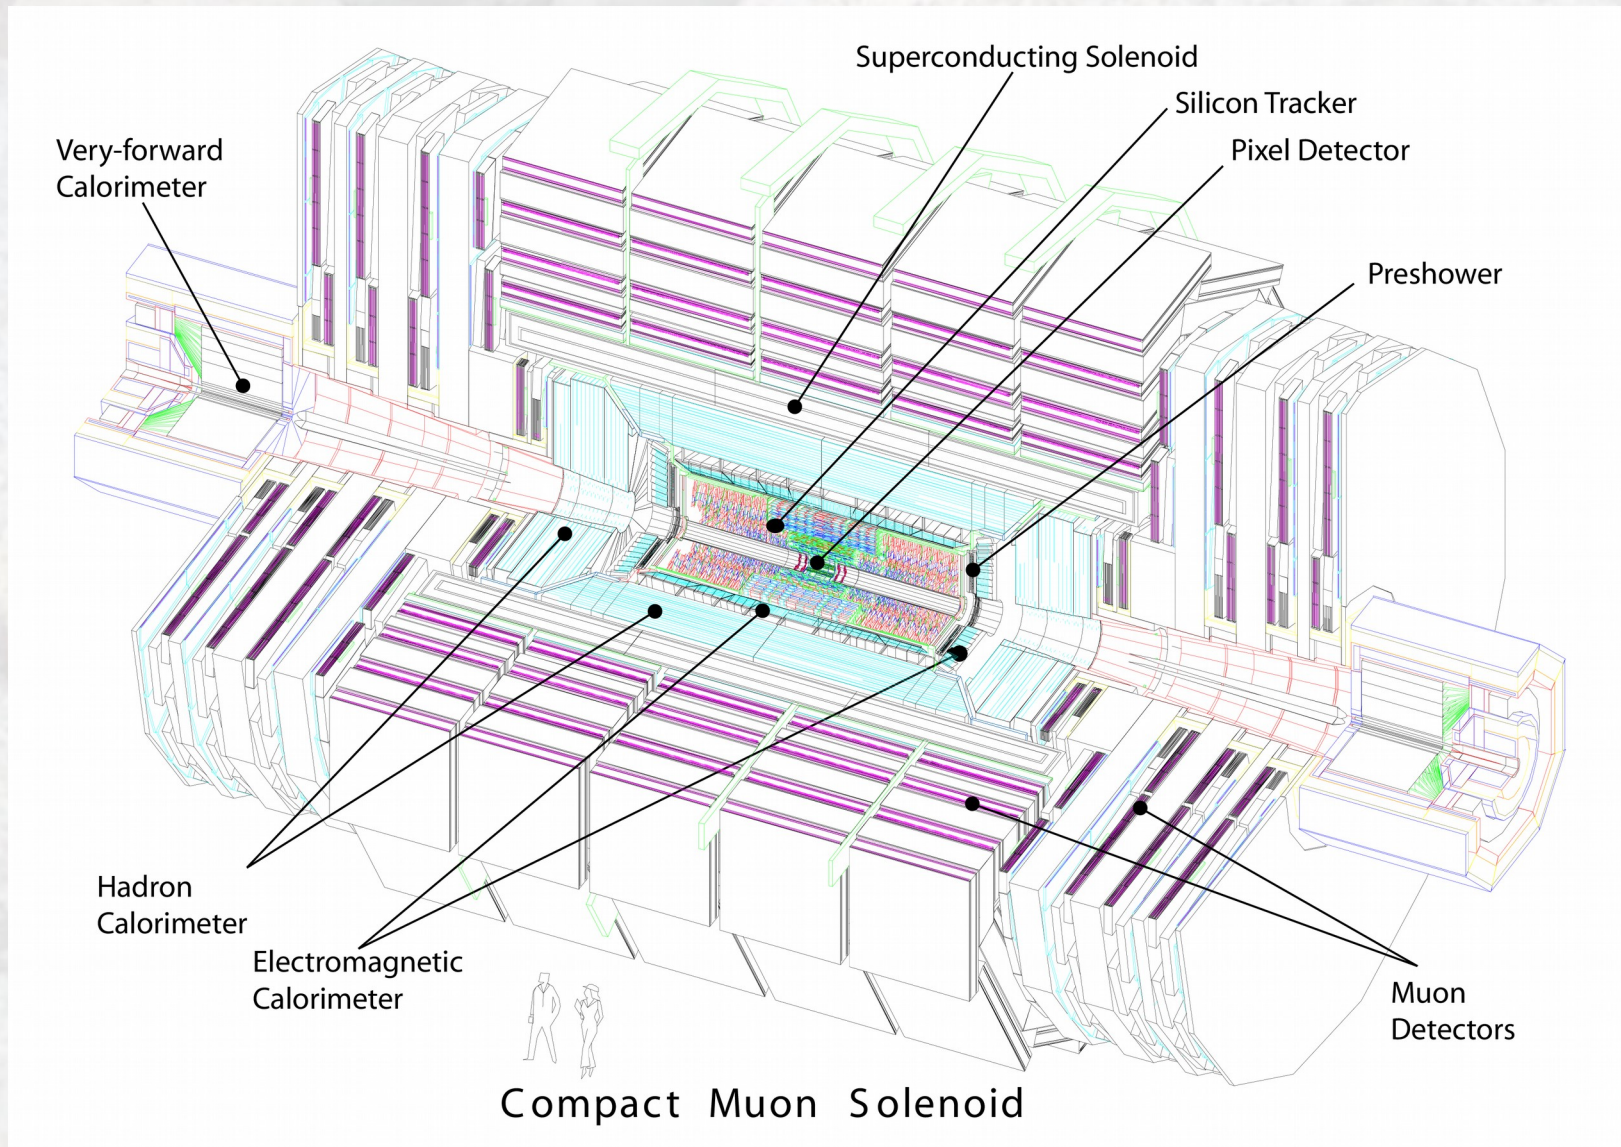 Superconducting Solenoid
Silicon Tracker
Pixel Detector
Very-forward
Calorimeter
Preshower
Hadron
Calorimeter
Electromagnetic
Calorimeter
Muon
Detectors
Compact Muon Solenoid